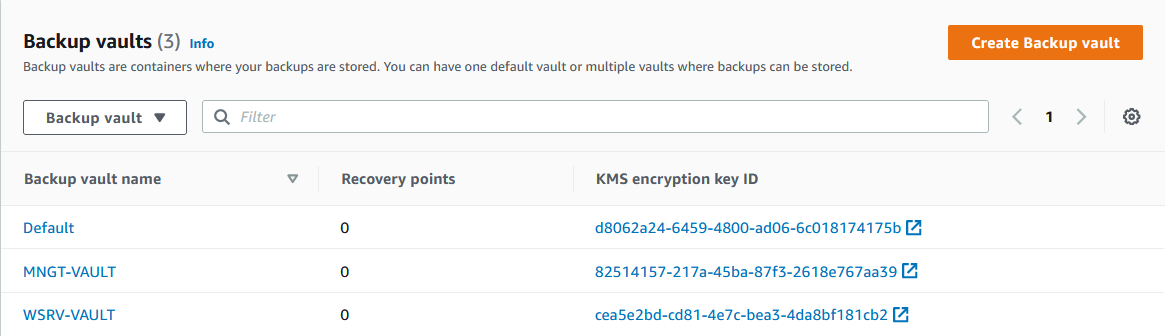 Backup vaults (3) Info
Create Backup vault
Backup vaults are containers where your backups are stored. You can have one default vault or multiple vaults where backups can be stored.
Backup vault Filter 1
Backup vault name Recovery points KMS encryption key ID
Default 0 d8062a24-6459-4800-ad06-6c018174175b
MNGT-VAULT 0 82514157-217a-45ba-87f3-2618e767aa39
WSRV-VAULT 0 cea5e2bd-cd81-4e7c-bea3-4da8bf181cb2